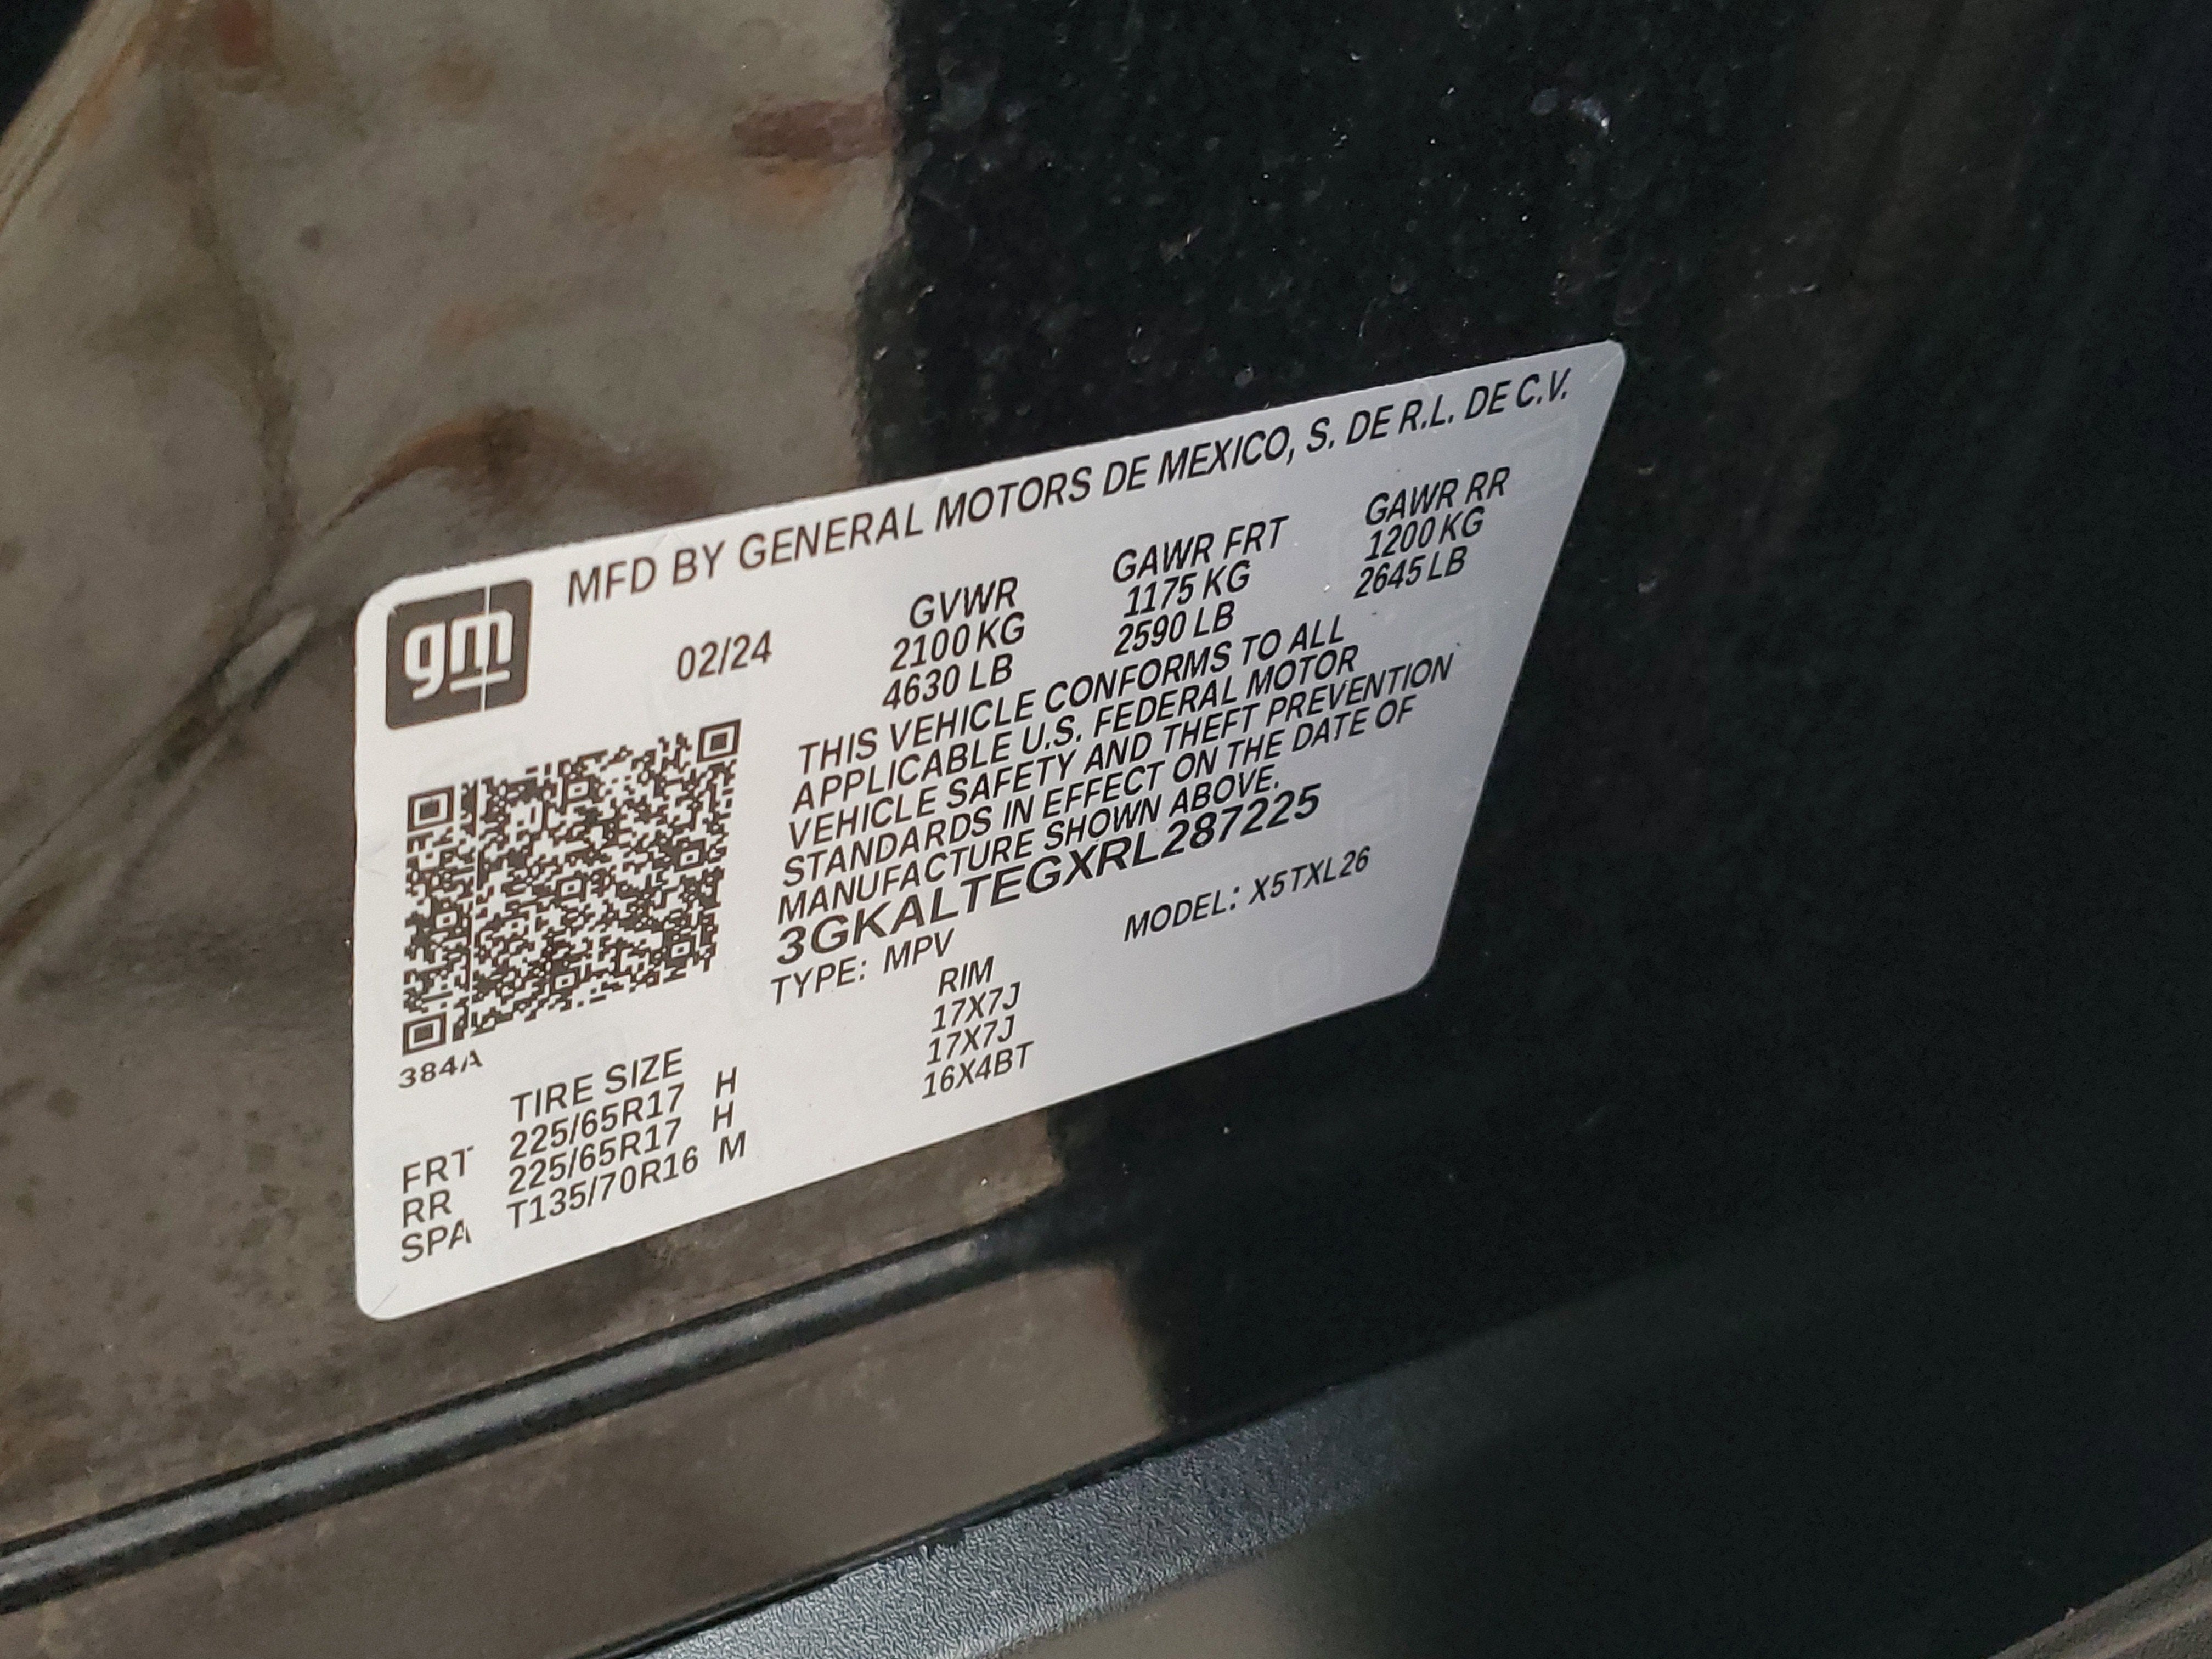 gm
MFD BY GENERAL MOTORS DE MEXICO, S. DE R.L. DE C.V.
02/24 GVWR GAWR FRT GAWR RR
2100 KG 1175 KG 1200 KG
4630 LB 2590 LB 2645 LB
THIS VEHICLE CONFORMS TO ALL
APPLICABLE U.S. FEDERAL MOTOR
VEHICLE SAFETY AND THEFT PREVENTION
STANDARDS IN EFFECT ON THE DATE OF
MANUFACTURE SHOWN ABOVE.
3GKALTEGXRL287225
TYPE: MPV MODEL: X5TXL26
384A
TIRE SIZE RIM
FRT 225/65R17 H 17X7J
RR 225/65R17 H 17X7J
SPA T135/70R16 M 16X4BT